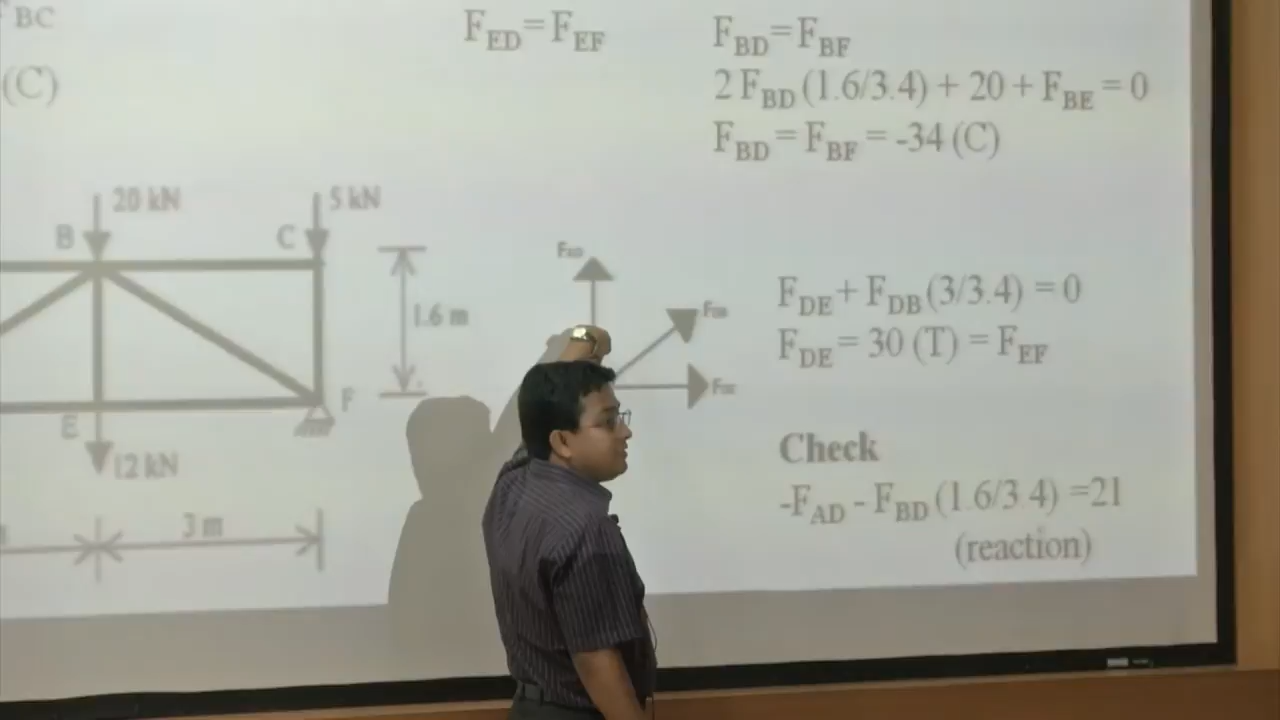 BC
(C)
F_ED = F_EF
F_BD = F_BF
2 F_BD (1.6/3.4) + 20 + F_BE = 0
F_BD = F_BF = -34 (C)
20 kN
5 kN
B
C
1.6 m
F_DE + F_DB (3/3.4) = 0
F_DE = 30 (T) = F_EF
E
F
12 kN
Check
-F_AD - F_BD (1.6/3.4) =21
(reaction)
3 m